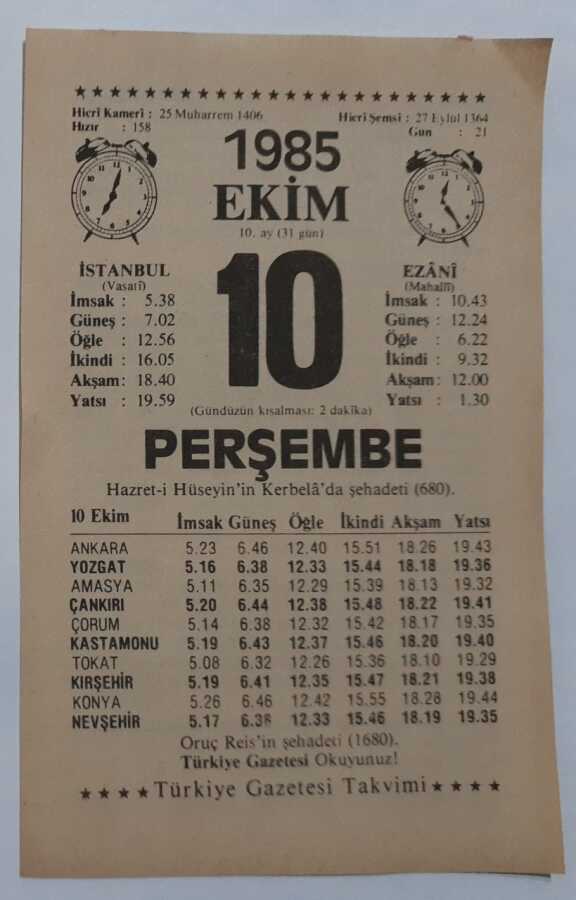 ★★★★★★★★★★★★★★★★★★★★★★★★
Hicrî Kamerî : 25 Muharrem 1406
Hicrî Şemsî : 27 Eylül 1364
Hızır : 158
Gün : 21
1985
EKİM
10. ay (31 gün)
10
(Gündüzün kısalması: 2 dakika)
İSTANBUL
(Vasatî)
İmsak : 5.38
Güneş : 7.02
Öğle : 12.56
İkindi : 16.05
Akşam : 18.40
Yatsı : 19.59
EZÂNÎ
(Mahallî)
İmsak : 10.43
Güneş : 12.24
Öğle : 6.22
İkindi : 9.32
Akşam : 12.00
Yatsı : 1.30
PERŞEMBE
Hazret-i Hüseyin'in Kerbelâ'da şehadeti (680).
10 Ekim İmsak Güneş Öğle İkindi Akşam Yatsı
ANKARA 5.23 6.46 12.40 15.51 18.26 19.43
YOZGAT 5.16 6.38 12.33 15.44 18.18 19.36
AMASYA 5.11 6.35 12.29 15.39 18.13 19.32
ÇANKIRI 5.20 6.44 12.38 15.48 18.22 19.41
ÇORUM 5.14 6.38 12.32 15.42 18.17 19.35
KASTAMONU 5.19 6.43 12.37 15.46 18.20 19.40
TOKAT 5.08 6.32 12.26 15.36 18.10 19.29
KIRŞEHİR 5.19 6.41 12.35 15.47 18.21 19.38
KONYA 5.26 6.46 12.42 15.55 18.28 19.44
NEVŞEHİR 5.17 6.38 12.33 15.46 18.19 19.35
Oruç Reis'in şehadeti (1680).
Türkiye Gazetesi Okuyunuz!
★★★★Türkiye Gazetesi Takvimi★★★★